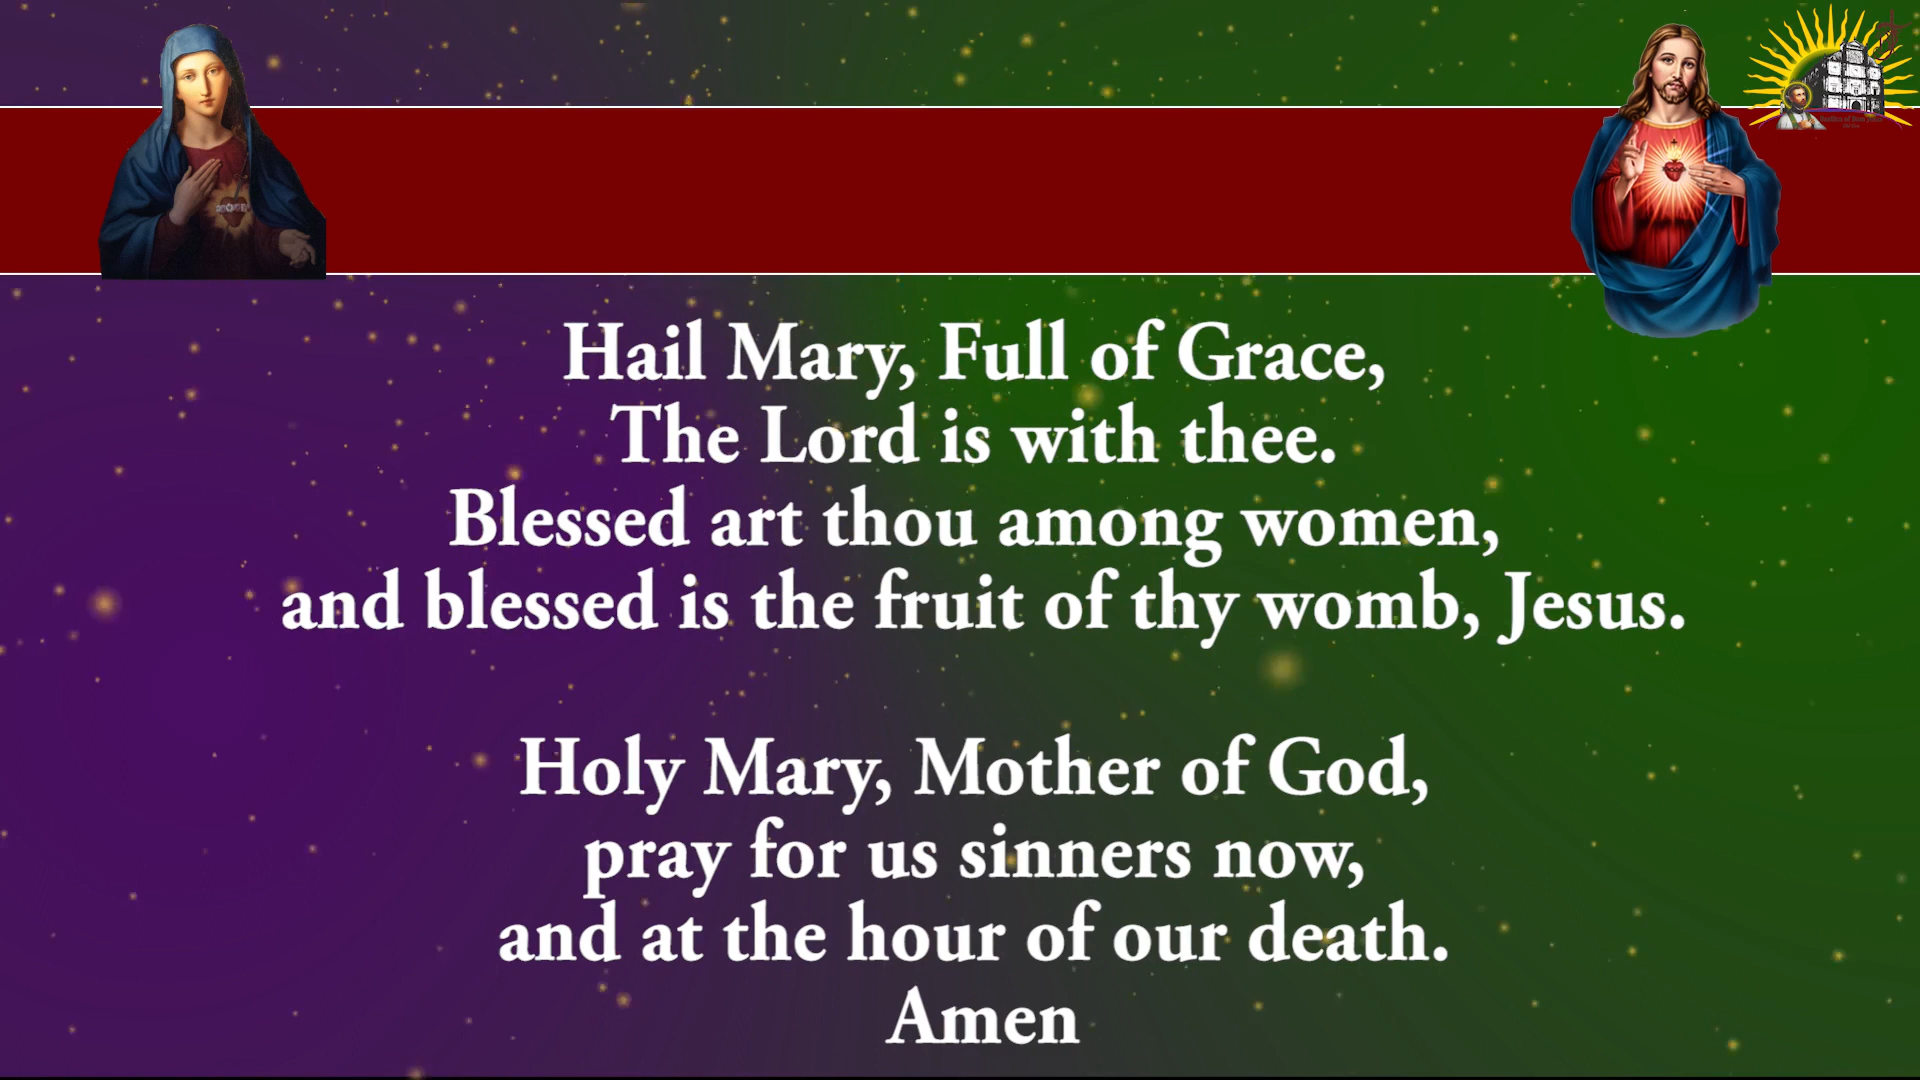 Hail Mary, Full of Grace,
The Lord is with thee.
Blessed art thou among women,
and blessed is the fruit of thy womb, Jesus.
Holy Mary, Mother of God,
pray for us sinners now,
and at the hour of our death.
Amen